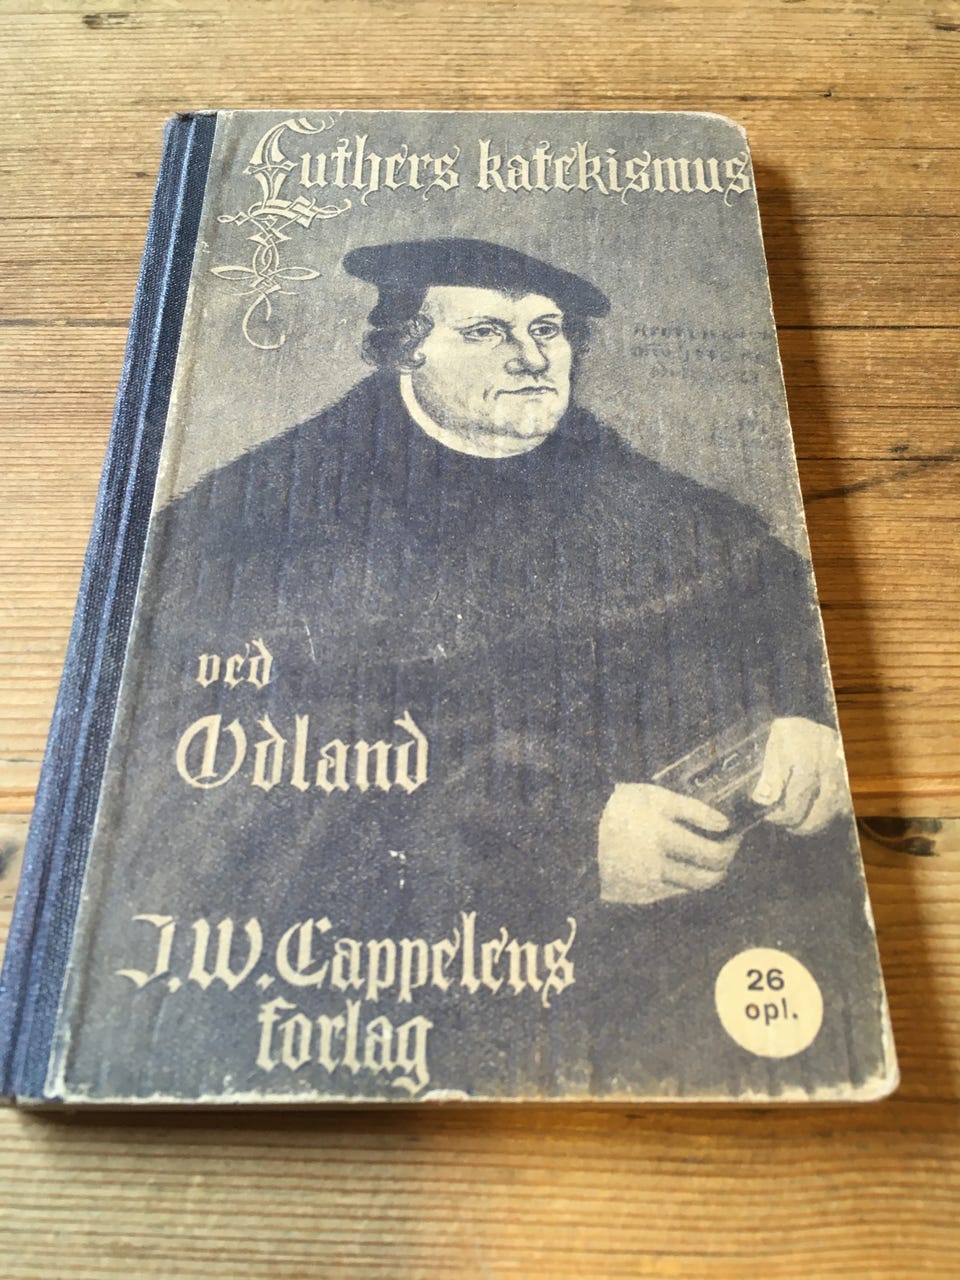 Luthers katekismus
ved
Odland
J.W.Cappelens
forlag
26
opl.